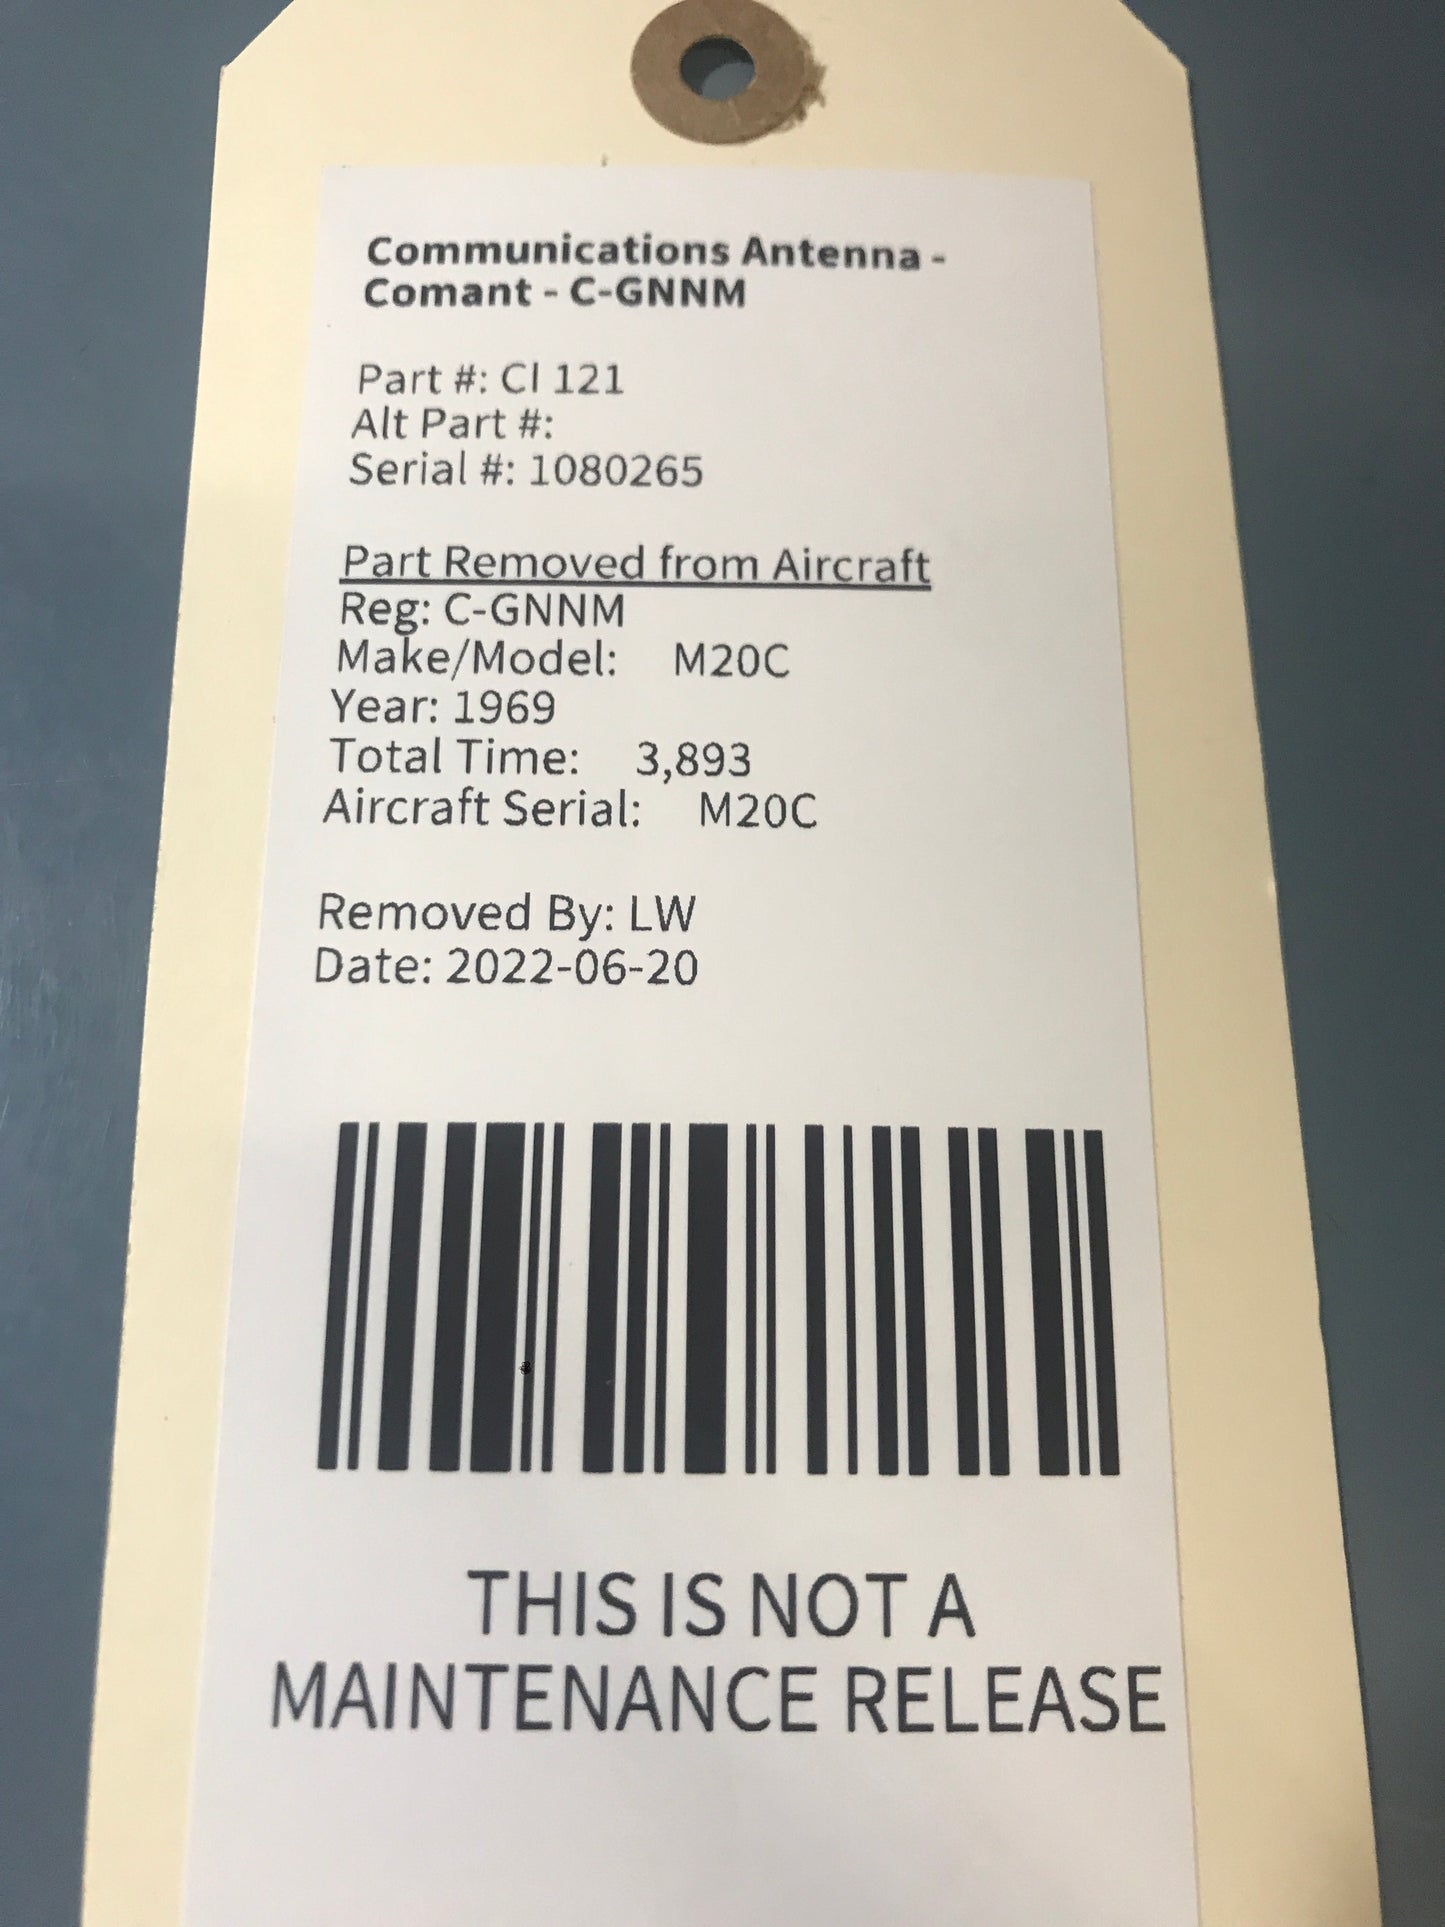 Communications Antenna -
Comant - C-GNNM
Part #: CI 121
Alt Part #:
Serial #: 1080265
Part Removed from Aircraft
Reg: C-GNNM
Make/Model: M20C
Year: 1969
Total Time: 3,893
Aircraft Serial: M20C
Removed By: LW
Date: 2022-06-20
THIS IS NOT A
MAINTENANCE RELEASE